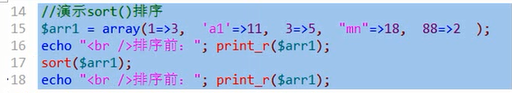 14 //演示sort()排序
15 $arr1 = array(1=>3, 'a1'=>11, 3=>5, "mn"=>18, 88=>2 );
16 echo "<br />排序前："; print_r($arr1);
17 sort($arr1);
18 echo "<br />排序前："; print_r($arr1);